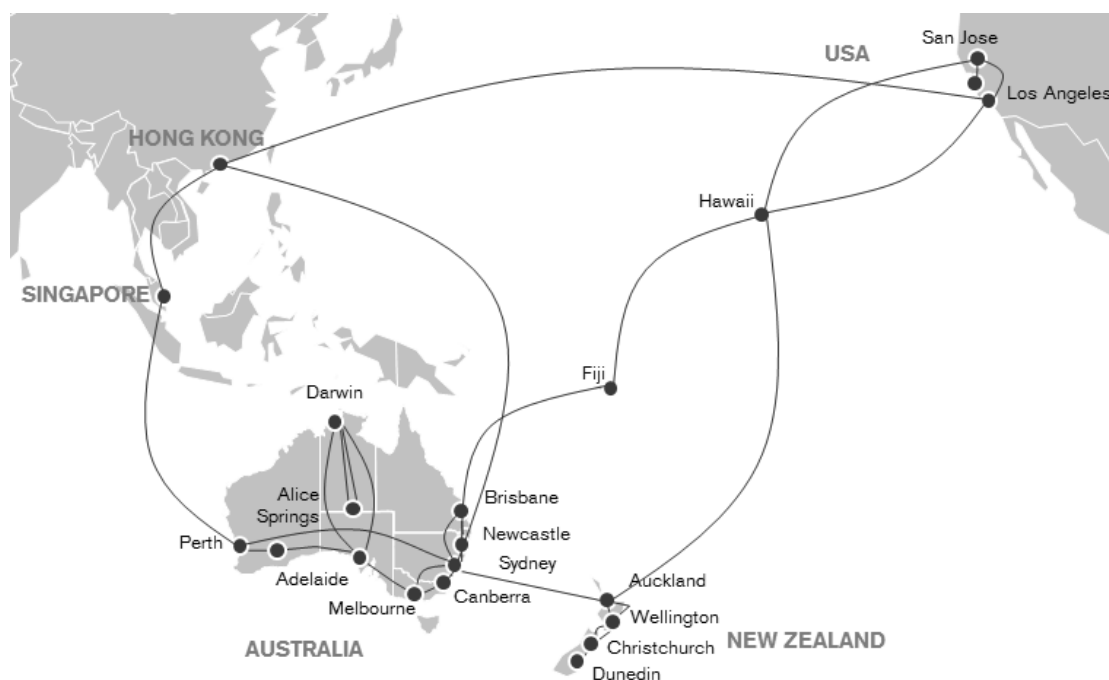 San Jose
USA
Los Angeles
HONG KONG
Hawaii
SINGAPORE
Fiji
Darwin
Alice
Springs
Brisbane
Newcastle
Perth
Sydney
Adelaide
Auckland
Melbourne
Canberra
Wellington
AUSTRALIA
NEW ZEALAND
Christchurch
Dunedin